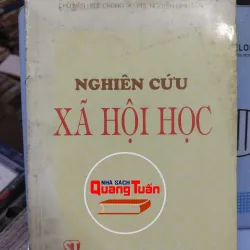 NGHIÊN CỨU
XÃ HỘI HỌC
NHÀ SÁCH
Quang Tuấn